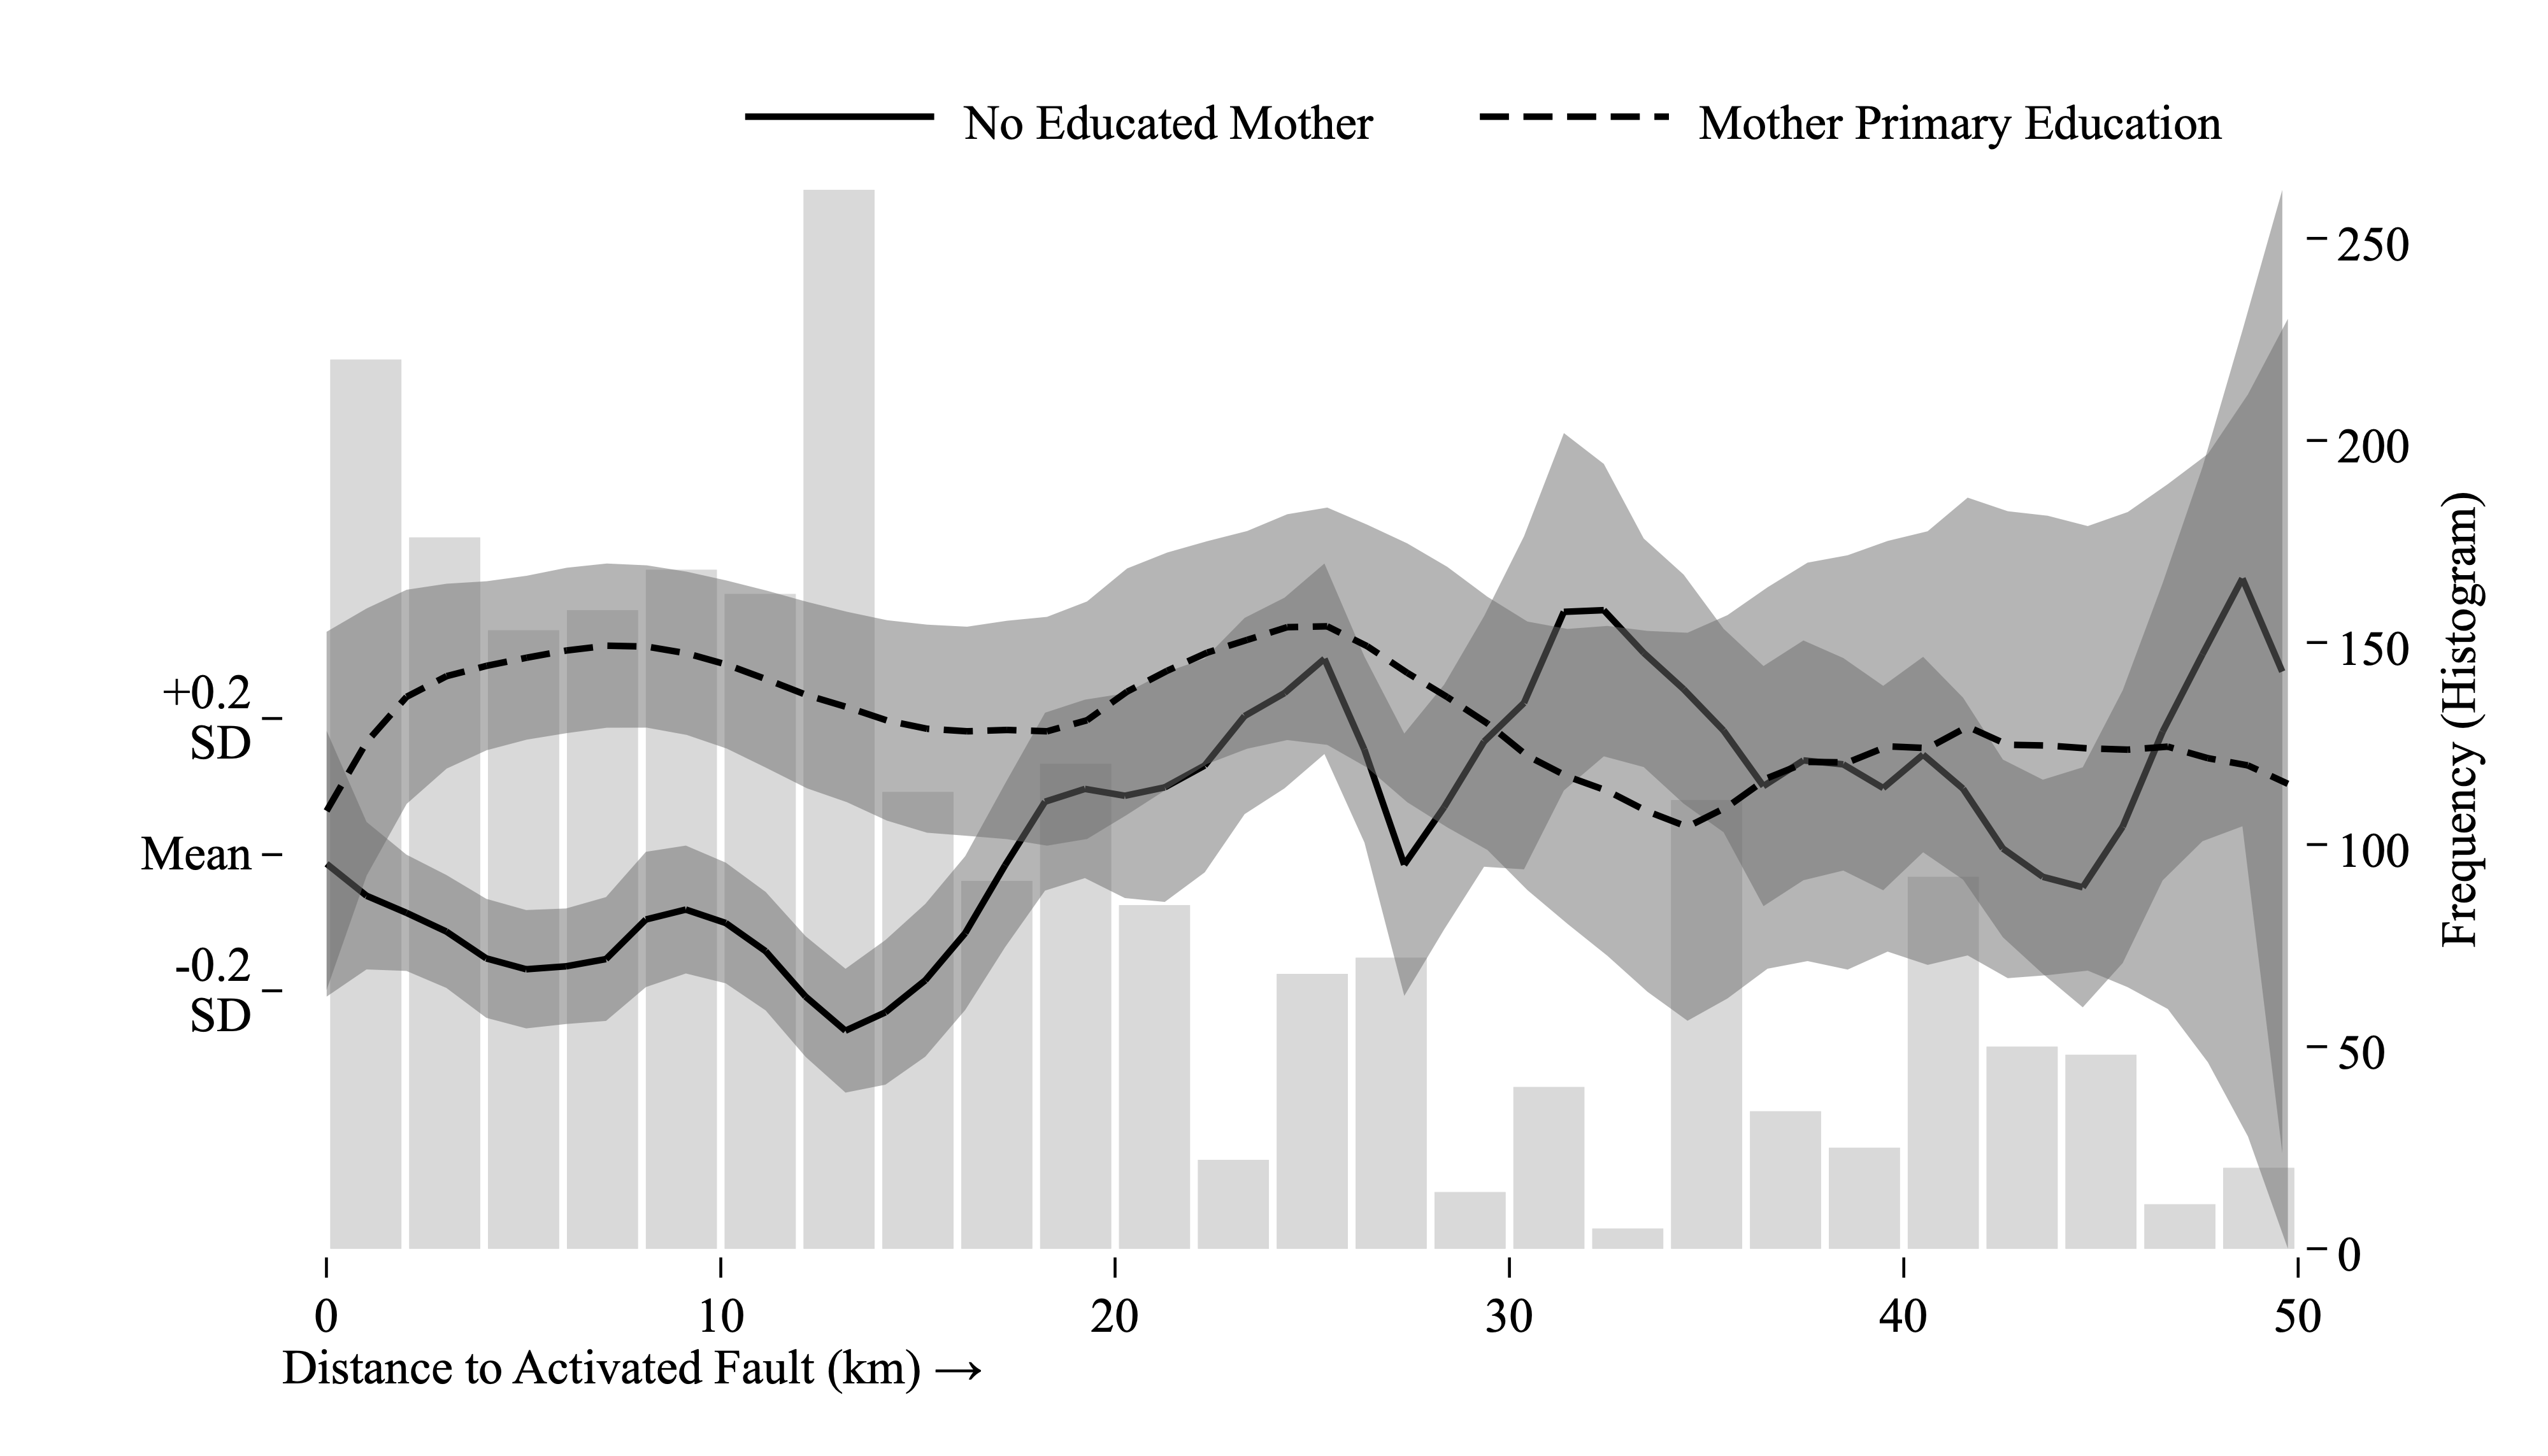 No Educated Mother
Mother Primary Education
+0.2
SD
Mean
-0.2
SD
250
200
150
100
50
0
Frequency (Histogram)
0 10 20 30 40 50
Distance to Activated Fault (km) →